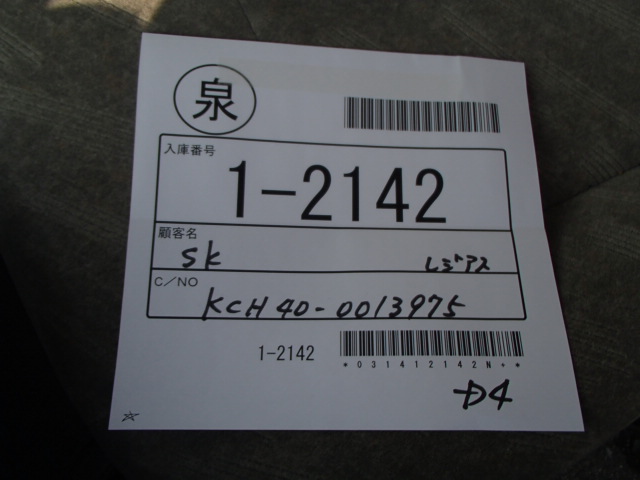 泉
入庫番号
1-2142
顧客名
SK レジアス
C/NO
KCH40-0013975
1-2142
*031412142N+*
D4